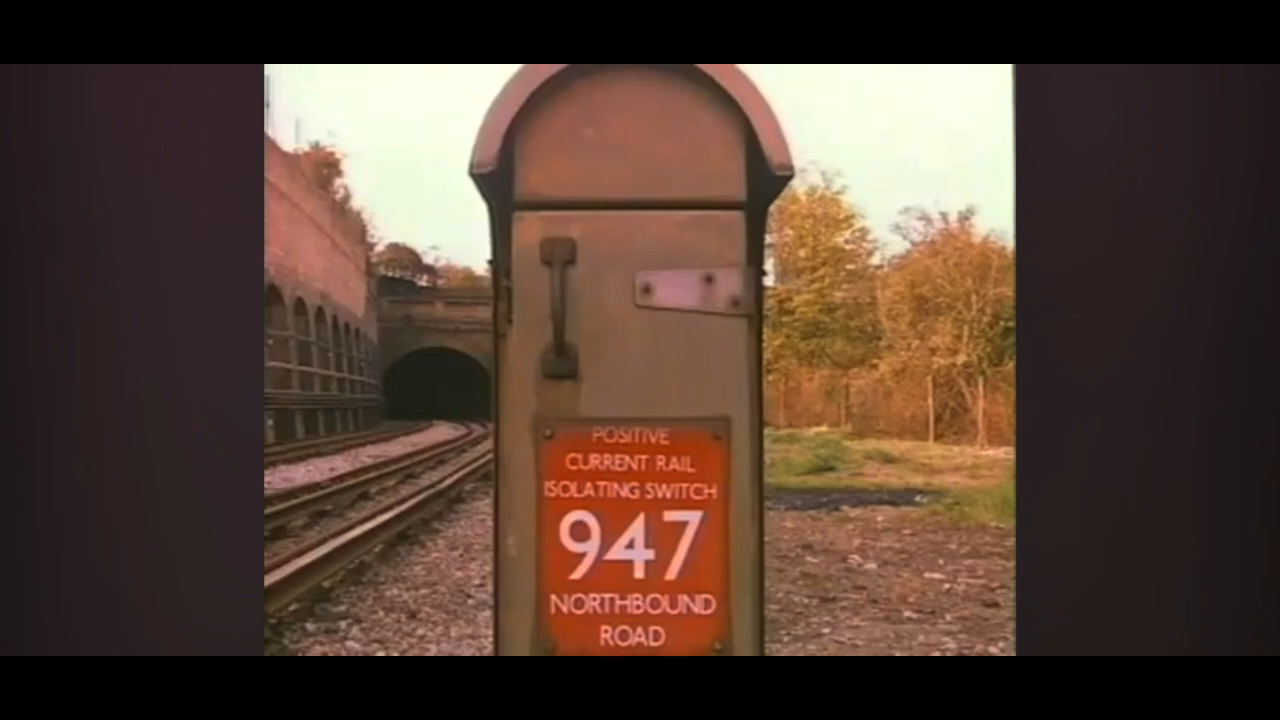 POSITIVE
CURRENT RAIL
ISOLATING SWITCH
947
NORTHBOUND
ROAD